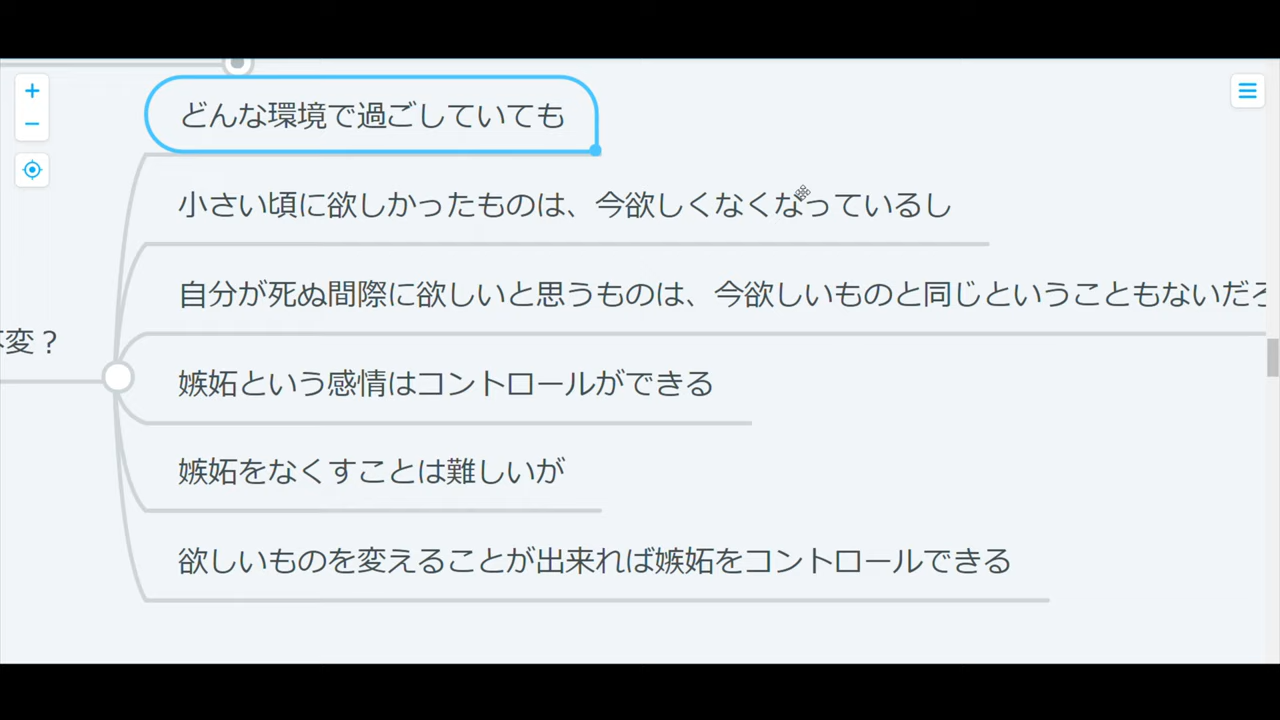 どんな環境で過ごしていても
小さい頃に欲しかったものは、今欲しくなくなっているし
自分が死ぬ間際に欲しいと思うものは、今欲しいものと同じということもないだろ
変？
嫉妬という感情はコントロールができる
嫉妬をなくすことは難しいが
欲しいものを変えることが出来れば嫉妬をコントロールできる